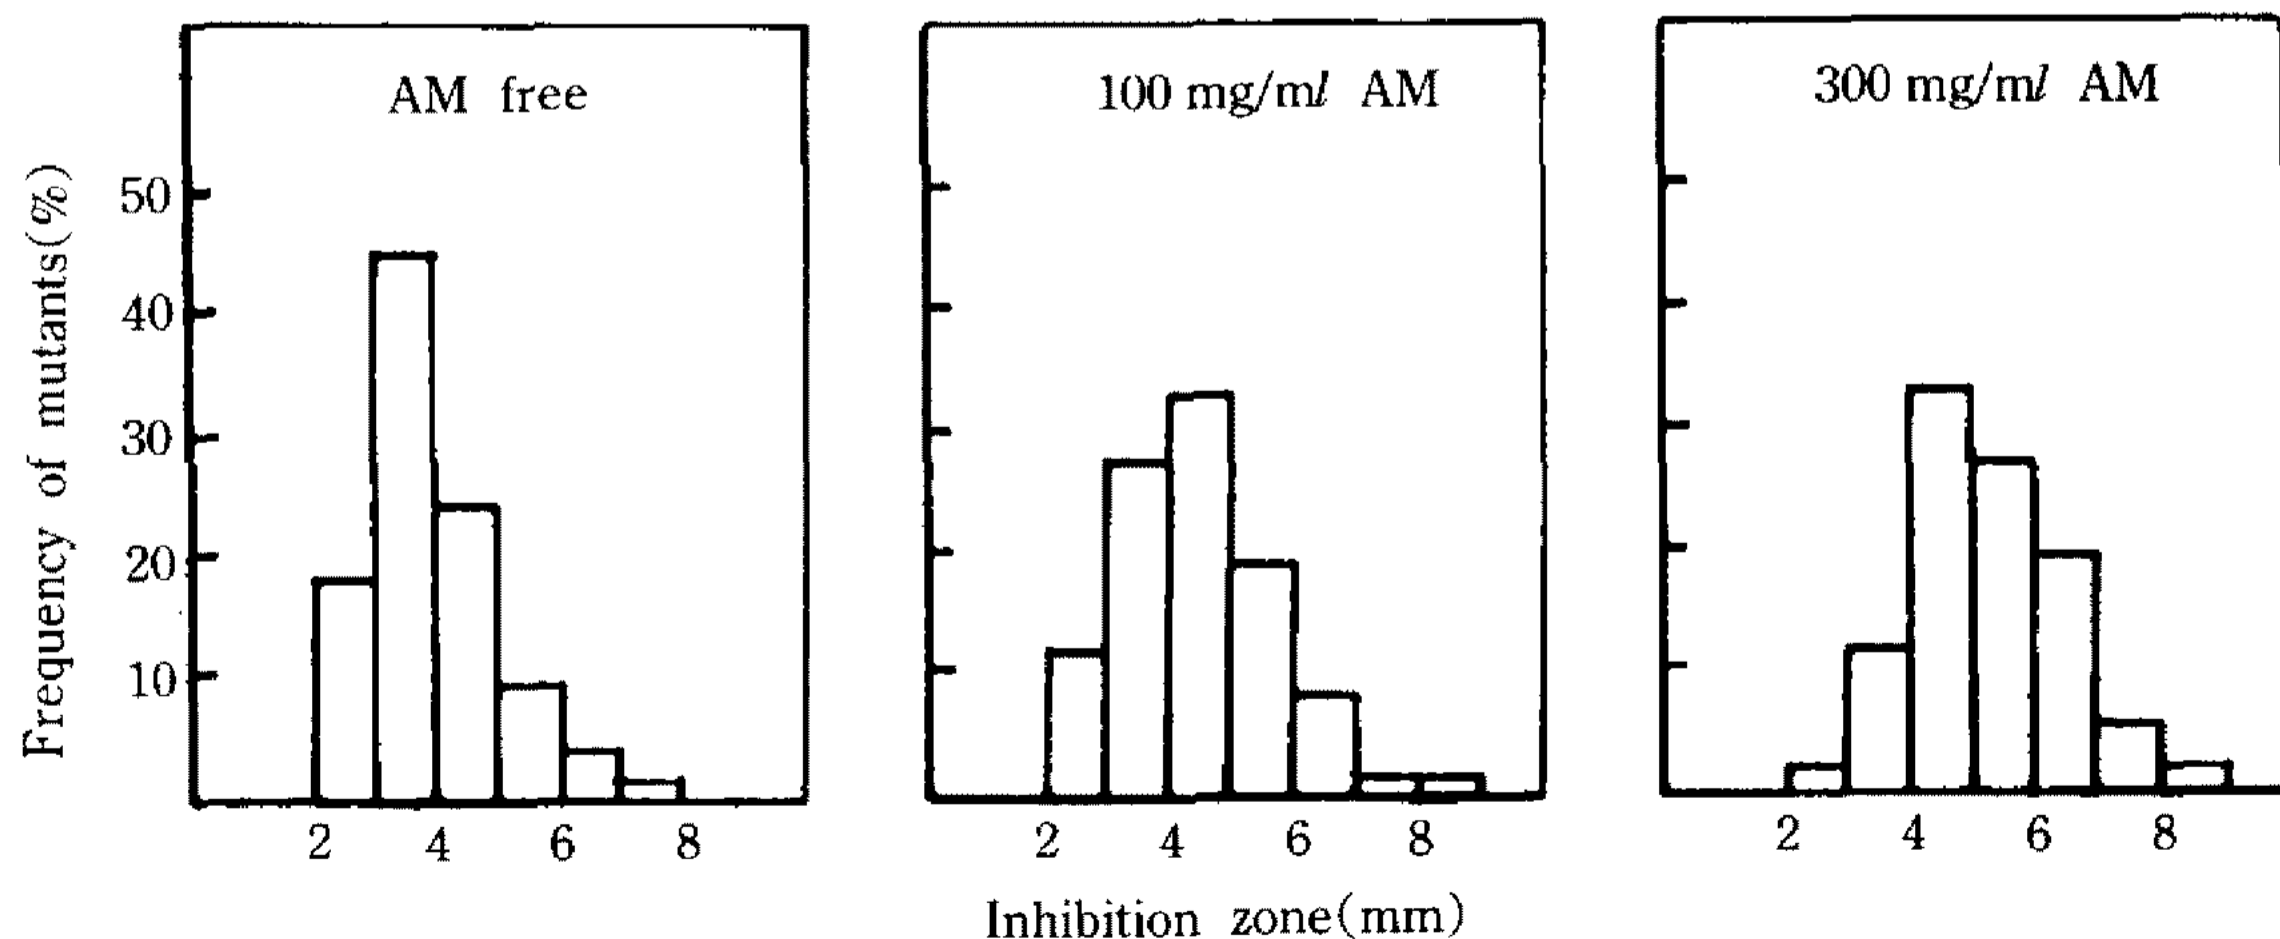 AM free
100 mg/ml AM
300 mg/ml AM
Frequency of mutants(%)
50
40
30
20
10
2 4 6 8
2 4 6 8
2 4 6 8
Inhibition zone(mm)